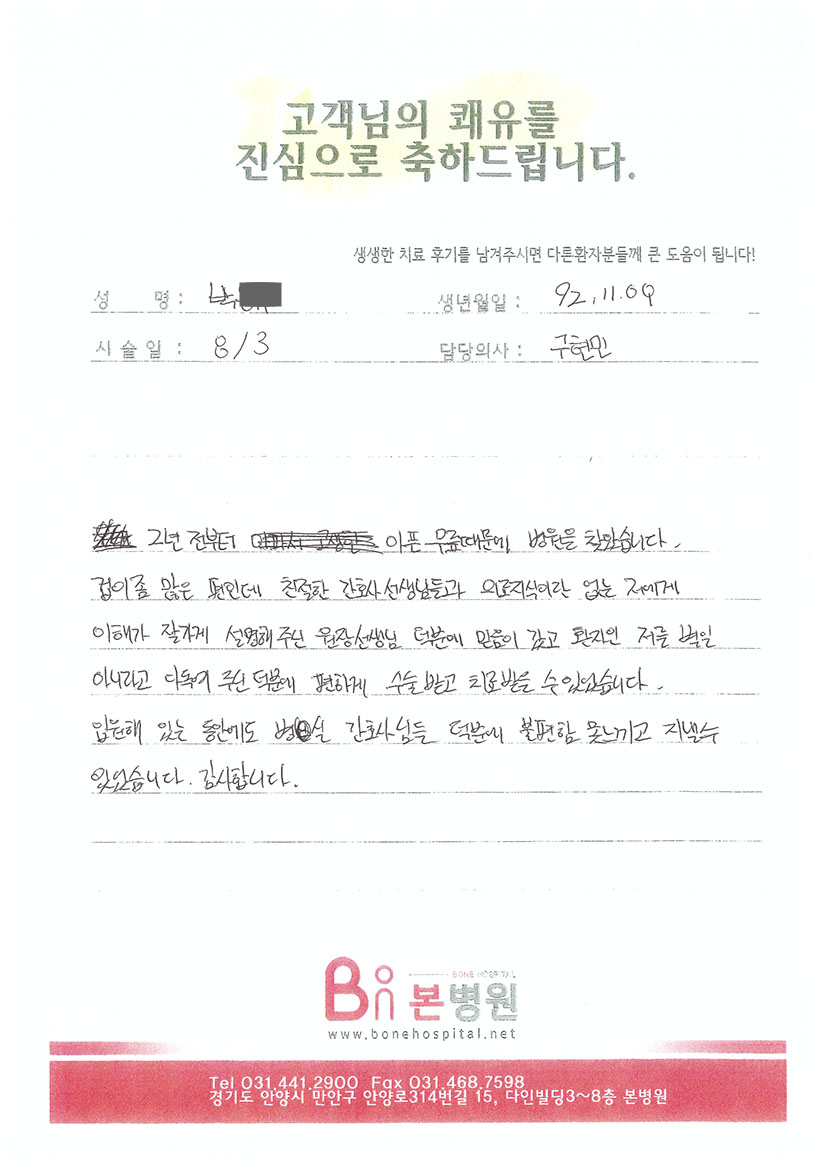 고객님의 쾌유를
진심으로 축하드립니다.
생생한 치료 후기를 남겨주시면 다른환자분들께 큰 도움이 됩니다!
성 명 : 생년월일 : 92.11.09
시 술 일 : 8/3 담당의사 : 구현민
2년 전부터 아픈 무릎때문에 병원을 찾았습니다.
겁이좀 많은 편인데 친절한 간호사선생님들과 의료지식이란 없는 저에게
이해가 잘가게 설명해주신 원장선생님 덕분에 믿음이 갔고 환자인 저를 별일
아니라고 다독여 주신 덕분에 편하게 수술받고 치료받을 수 있었습니다.
입원해 있는 동안에도 병실 간호사님들 덕분에 불편함 못느끼고 지낼수
있었습니다. 감사합니다.
BONE HOSPITAL
Bon 본병원
www.bonehospital.net
Tel 031.441.2900 Fax 031.468.7598
경기도 안양시 만안구 안양로314번길 15, 다인빌딩3~8층 본병원